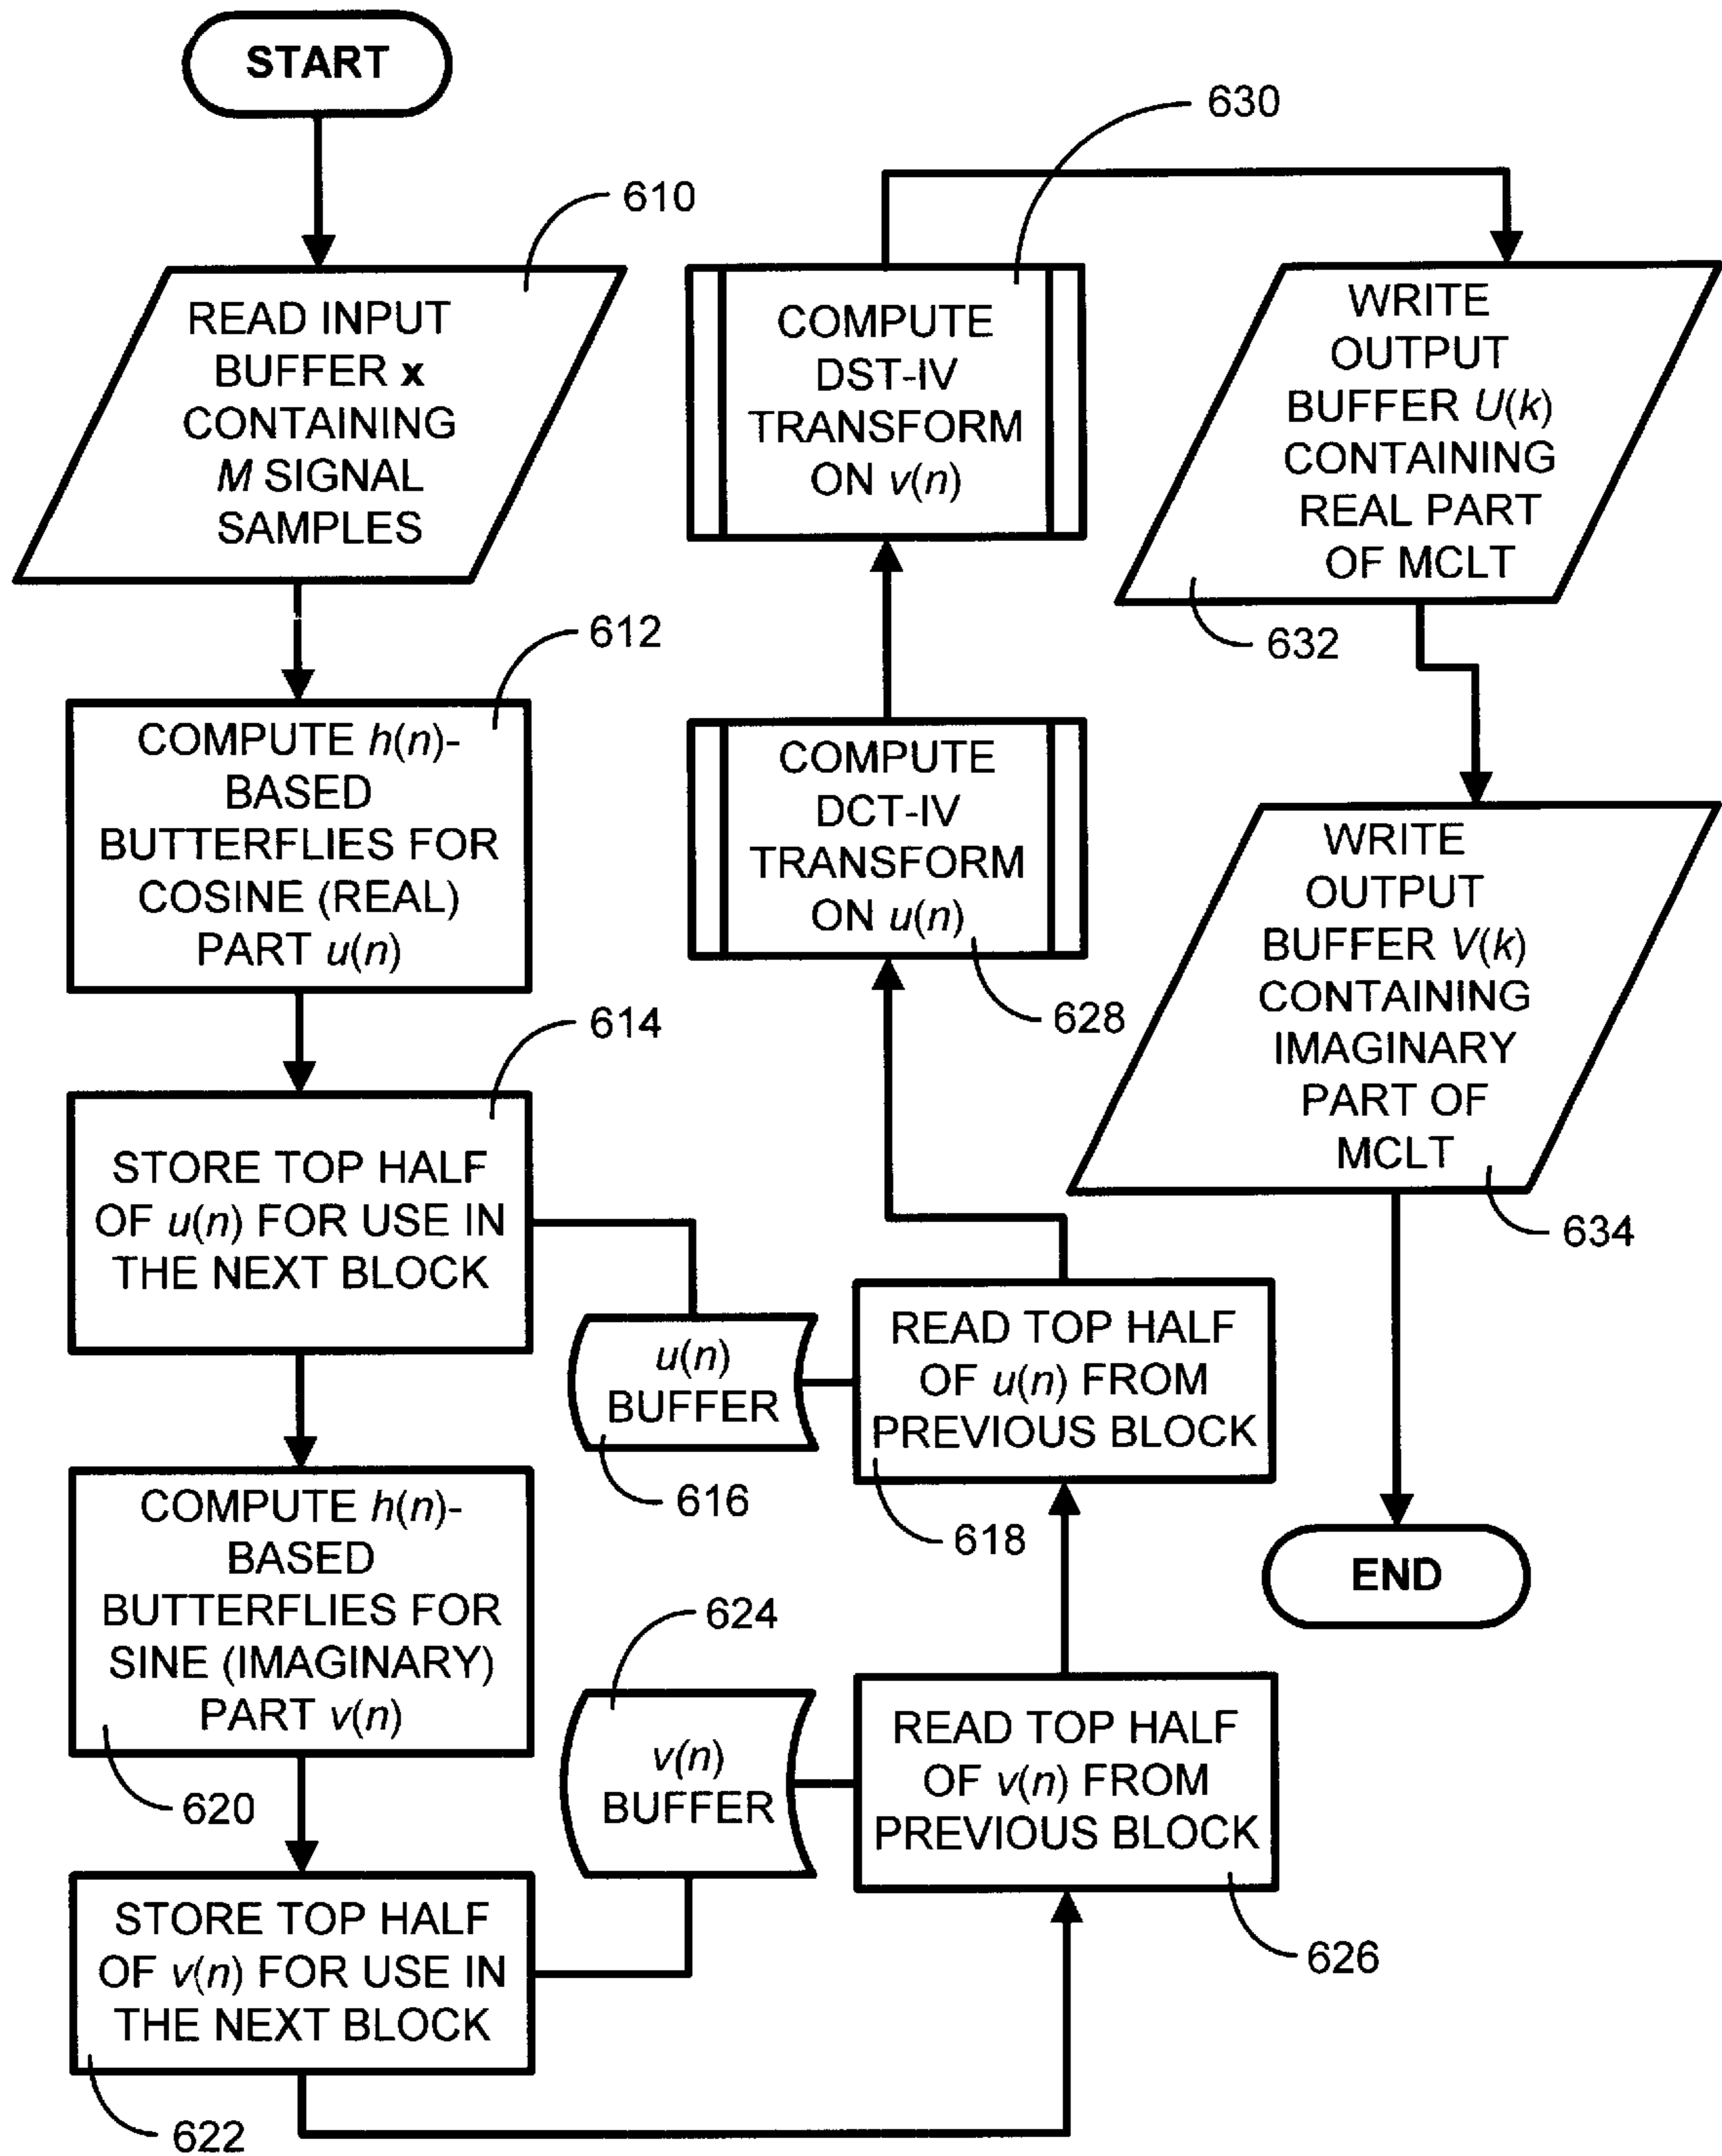 START
610
READ INPUT
BUFFER x
CONTAINING
M SIGNAL
SAMPLES
612
COMPUTE h(n)-
BASED
BUTTERFLIES FOR
COSINE (REAL)
PART u(n)
614
STORE TOP HALF
OF u(n) FOR USE IN
THE NEXT BLOCK
u(n)
BUFFER
616
COMPUTE h(n)-
BASED
BUTTERFLIES FOR
SINE (IMAGINARY)
PART v(n)
620
STORE TOP HALF
OF v(n) FOR USE IN
THE NEXT BLOCK
622
624
v(n)
BUFFER
READ TOP HALF
OF v(n) FROM
PREVIOUS BLOCK
626
READ TOP HALF
OF u(n) FROM
PREVIOUS BLOCK
618
COMPUTE
DCT-IV
TRANSFORM
ON u(n)
628
630
COMPUTE
DST-IV
TRANSFORM
ON v(n)
WRITE
OUTPUT
BUFFER U(k)
CONTAINING
REAL PART
OF MCLT
632
WRITE
OUTPUT
BUFFER V(k)
CONTAINING
IMAGINARY
PART OF
MCLT
634
END